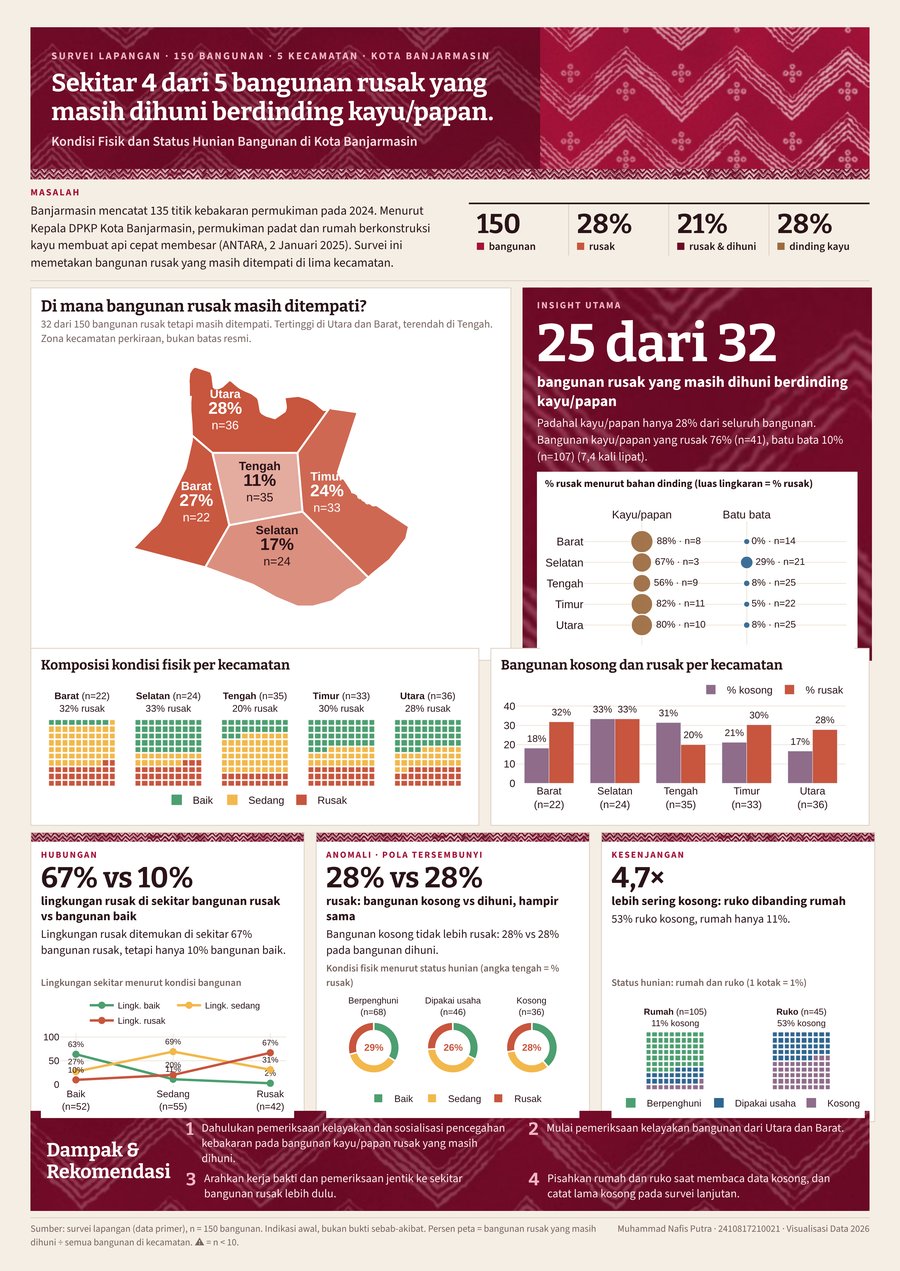 SURVEI LAPANGAN · 150 BANGUNAN · 5 KECAMATAN · KOTA BANJARMASIN
Sekitar 4 dari 5 bangunan rusak yang
masih dihuni berdinding kayu/papan.
Kondisi Fisik dan Status Hunian Bangunan di Kota Banjarmasin
MASALAH
Banjarmasin mencatat 135 titik kebakaran permukiman pada 2024. Menurut
Kepala DPKP Kota Banjarmasin, permukiman padat dan rumah berkonstruksi
kayu membuat api cepat membesar (ANTARA, 2 Januari 2025). Survei ini
memetakan bangunan rusak yang masih ditempati di lima kecamatan.
150
bangunan
28%
rusak
21%
rusak & dihuni
28%
dinding kayu
Di mana bangunan rusak masih ditempati?
32 dari 150 bangunan rusak tetapi masih ditempati. Tertinggi di Utara dan Barat, terendah di Tengah.
Zona kecamatan perkiraan, bukan batas resmi.
Utara
28%
n=36
Tengah
11%
n=35
Barat
27%
n=22
Timur
24%
n=33
Selatan
17%
n=24
INSIGHT UTAMA
25 dari 32
bangunan rusak yang masih dihuni berdinding
kayu/papan
Padahal kayu/papan hanya 28% dari seluruh bangunan.
Bangunan kayu/papan yang rusak 76% (n=41), batu bata 10%
(n=107) (7,4 kali lipat).
% rusak menurut bahan dinding (luas lingkaran = % rusak)
Kayu/papan Batu bata
Barat 88% · n=8 0% · n=14
Selatan 67% · n=3 29% · n=21
Tengah 56% · n=9 8% · n=25
Timur 82% · n=11 5% · n=22
Utara 80% · n=10 8% · n=25
Komposisi kondisi fisik per kecamatan
Barat (n=22) Selatan (n=24) Tengah (n=35) Timur (n=33) Utara (n=36)
32% rusak 33% rusak 20% rusak 30% rusak 28% rusak
Baik Sedang Rusak
Bangunan kosong dan rusak per kecamatan
% kosong % rusak
40
30
20
10
0
18% 32% 33% 33% 31% 20% 21% 30% 17% 28%
Barat Selatan Tengah Timur Utara
(n=22) (n=24) (n=35) (n=33) (n=36)
HUBUNGAN
67% vs 10%
lingkungan rusak di sekitar bangunan rusak
vs bangunan baik
Lingkungan rusak ditemukan di sekitar 67%
bangunan rusak, tetapi hanya 10% bangunan baik.
Lingkungan sekitar menurut kondisi bangunan
Lingk. baik Lingk. sedang
Lingk. rusak
100
50
0
63% 27% 10%
69% 20% 11%
67% 31% 2%
Baik Sedang Rusak
(n=52) (n=55) (n=42)
ANOMALI · POLA TERSEMBUNYI
28% vs 28%
rusak: bangunan kosong vs dihuni, hampir
sama
Bangunan kosong tidak lebih rusak: 28% vs 28%
pada bangunan dihuni.
Kondisi fisik menurut status hunian (angka tengah = %
rusak)
Berpenghuni Dipakai usaha Kosong
(n=68) (n=46) (n=36)
29% 26% 28%
Baik Sedang Rusak
KESENJANGAN
4,7×
lebih sering kosong: ruko dibanding rumah
53% ruko kosong, rumah hanya 11%.
Status hunian: rumah dan ruko (1 kotak = 1%)
Rumah (n=105) Ruko (n=45)
11% kosong 53% kosong
Berpenghuni Dipakai usaha Kosong
Dampak &
Rekomendasi
1 Dahulukan pemeriksaan kelayakan dan sosialisasi pencegahan
kebakaran pada bangunan kayu/papan rusak yang masih
dihuni.
2 Mulai pemeriksaan kelayakan bangunan dari Utara dan Barat.
3 Arahkan kerja bakti dan pemeriksaan jentik ke sekitar
bangunan rusak lebih dulu.
4 Pisahkan rumah dan ruko saat membaca data kosong, dan
catat lama kosong pada survei lanjutan.
Sumber: survei lapangan (data primer), n = 150 bangunan. Indikasi awal, bukan bukti sebab-akibat. Persen peta = bangunan rusak yang masih
dihuni ÷ semua bangunan di kecamatan. ⚠ = n < 10.
Muhammad Nafis Putra · 2410817210021 · Visualisasi Data 2026